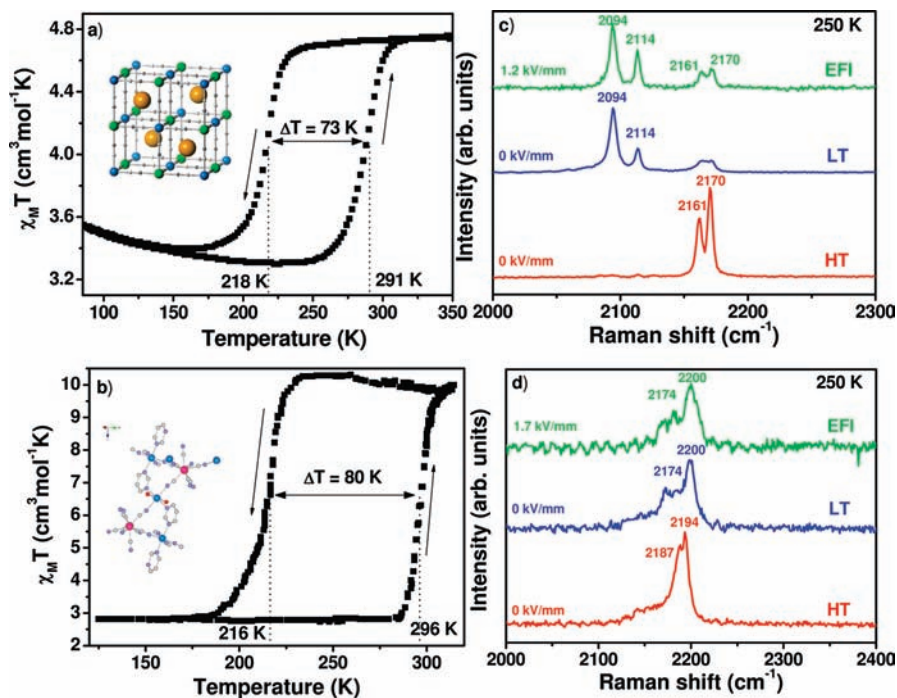 a)
4.8
4.4
4.0
3.6
3.2
χ_M T (cm³mol⁻¹K)
ΔT = 73 K
218 K
291 K
100 150 200 250 300 350
Temperature (K)
c)
250 K
2094
2114
2161
2170
1.2 kV/mm
EFI
2094
2114
0 kV/mm
LT
2170
2161
0 kV/mm
HT
Intensity (arb. units)
2000 2100 2200 2300
Raman shift (cm⁻¹)
b)
10
9
8
7
6
5
4
3
2
χ_M T (cm³mol⁻¹K)
ΔT = 80 K
216 K
296 K
150 200 250 300
Temperature (K)
d)
250 K
2200
2174
1.7 kV/mm
EFI
2200
2174
0 kV/mm
LT
2194
2187
0 kV/mm
HT
Intensity (arb. units)
2000 2100 2200 2300 2400
Raman shift (cm⁻¹)